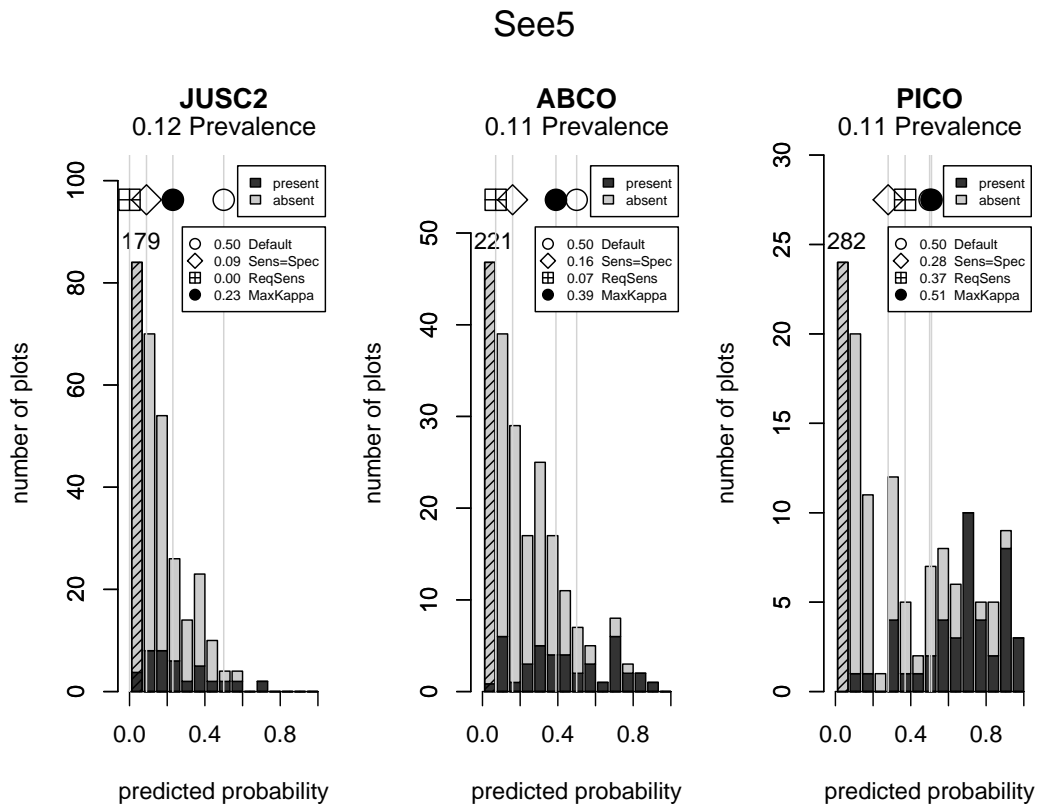 See5
JUSC2
0.12 Prevalence
present
absent
179
0.50 Default
0.09 Sens=Spec
0.00 ReqSens
0.23 MaxKappa
number of plots
0
20
40
60
80
100
0.0 0.4 0.8
predicted probability
ABCO
0.11 Prevalence
present
absent
221
0.50 Default
0.16 Sens=Spec
0.07 ReqSens
0.39 MaxKappa
number of plots
0
10
20
30
40
50
0.0 0.4 0.8
predicted probability
PICO
0.11 Prevalence
present
absent
282
0.50 Default
0.28 Sens=Spec
0.37 ReqSens
0.51 MaxKappa
number of plots
0
5
10
15
20
25
30
0.0 0.4 0.8
predicted probability